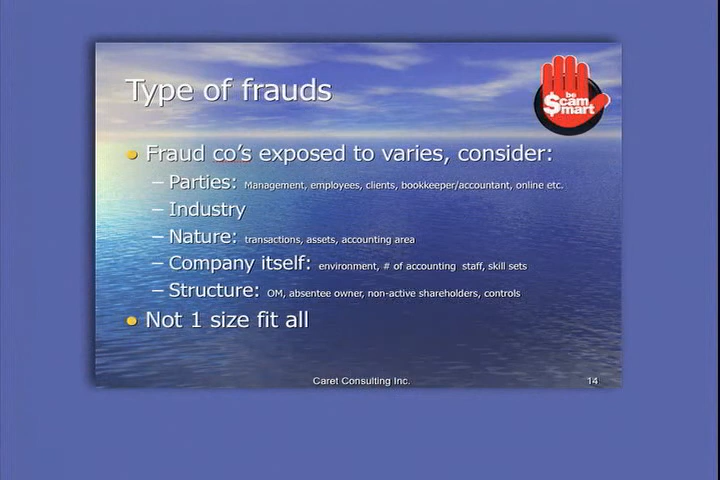 Type of frauds
be
$cam
mart
Fraud co's exposed to varies, consider:
– Parties: Management, employees, clients, bookkeeper/accountant, online etc.
– Industry
– Nature: transactions, assets, accounting area
– Company itself: environment, # of accounting staff, skill sets
– Structure: OM, absentee owner, non-active shareholders, controls
Not 1 size fit all
Caret Consulting Inc.
14